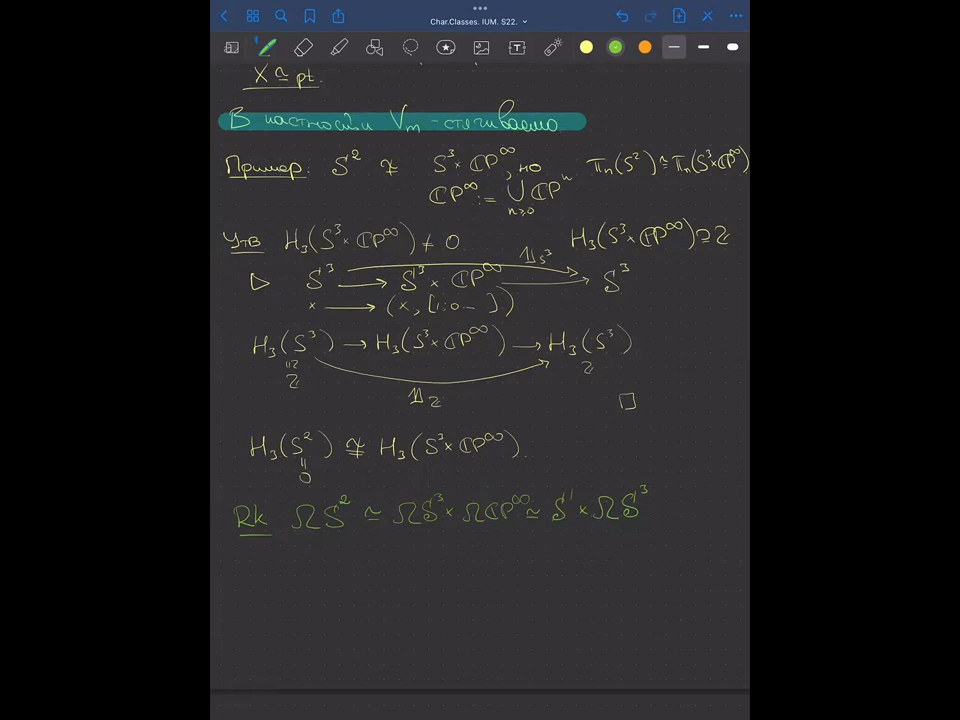 Char.Classes. IUM. S22.
X ≃ pt.
В частности V_m - стягиваемо.
Пример: S² ≄ S³ × ℂP^∞, но π_n(S²) ≅ π_n(S³×ℂP^∞)
ℂP^∞ := ⋃_{n≥0} ℂP^n
Утв H₃(S³×ℂP^∞) ≠ 0. H₃(S³×ℂP^∞) ⊇ ℤ
▷ S³ → S³ × ℂP^∞ → S³ 𝟙_{S³}
x → (x, [1:0...])
H₃(S³) → H₃(S³×ℂP^∞) → H₃(S³)
ℤ ℤ
𝟙_ℤ □
H₃(S²) ≇ H₃(S³×ℂP^∞).
0
Rk ΩS² ≃ ΩS³ × ΩℂP^∞ ≃ S¹ × ΩS³